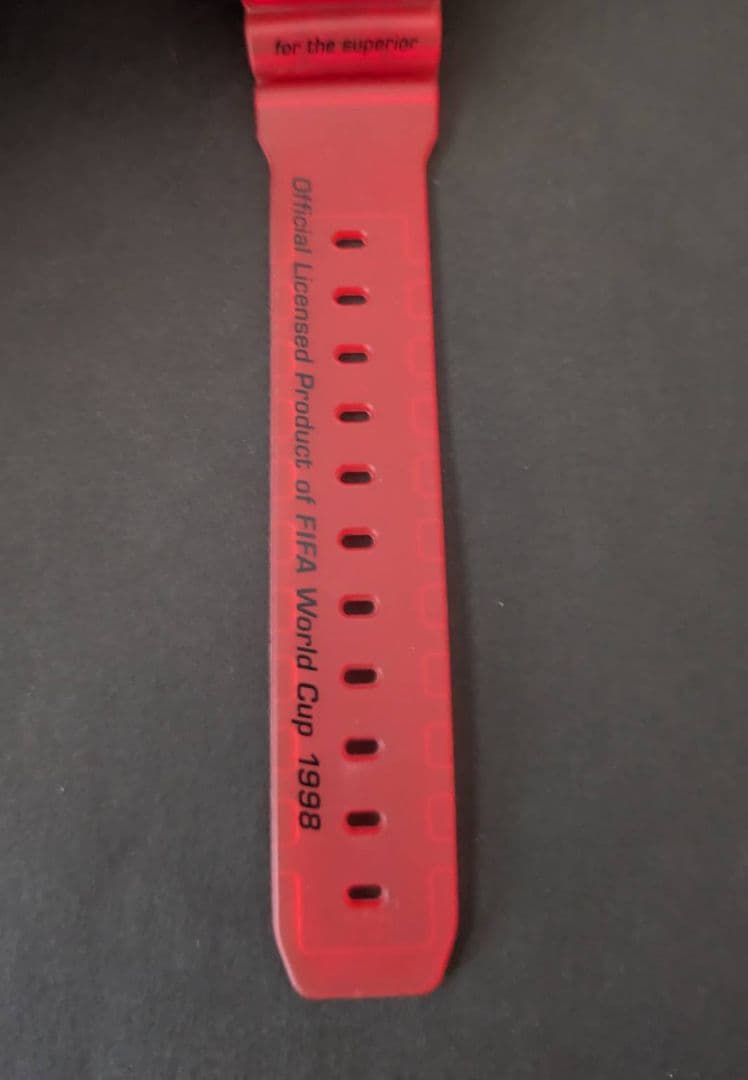 for the superior
Official Licensed Product of FIFA World Cup 1998